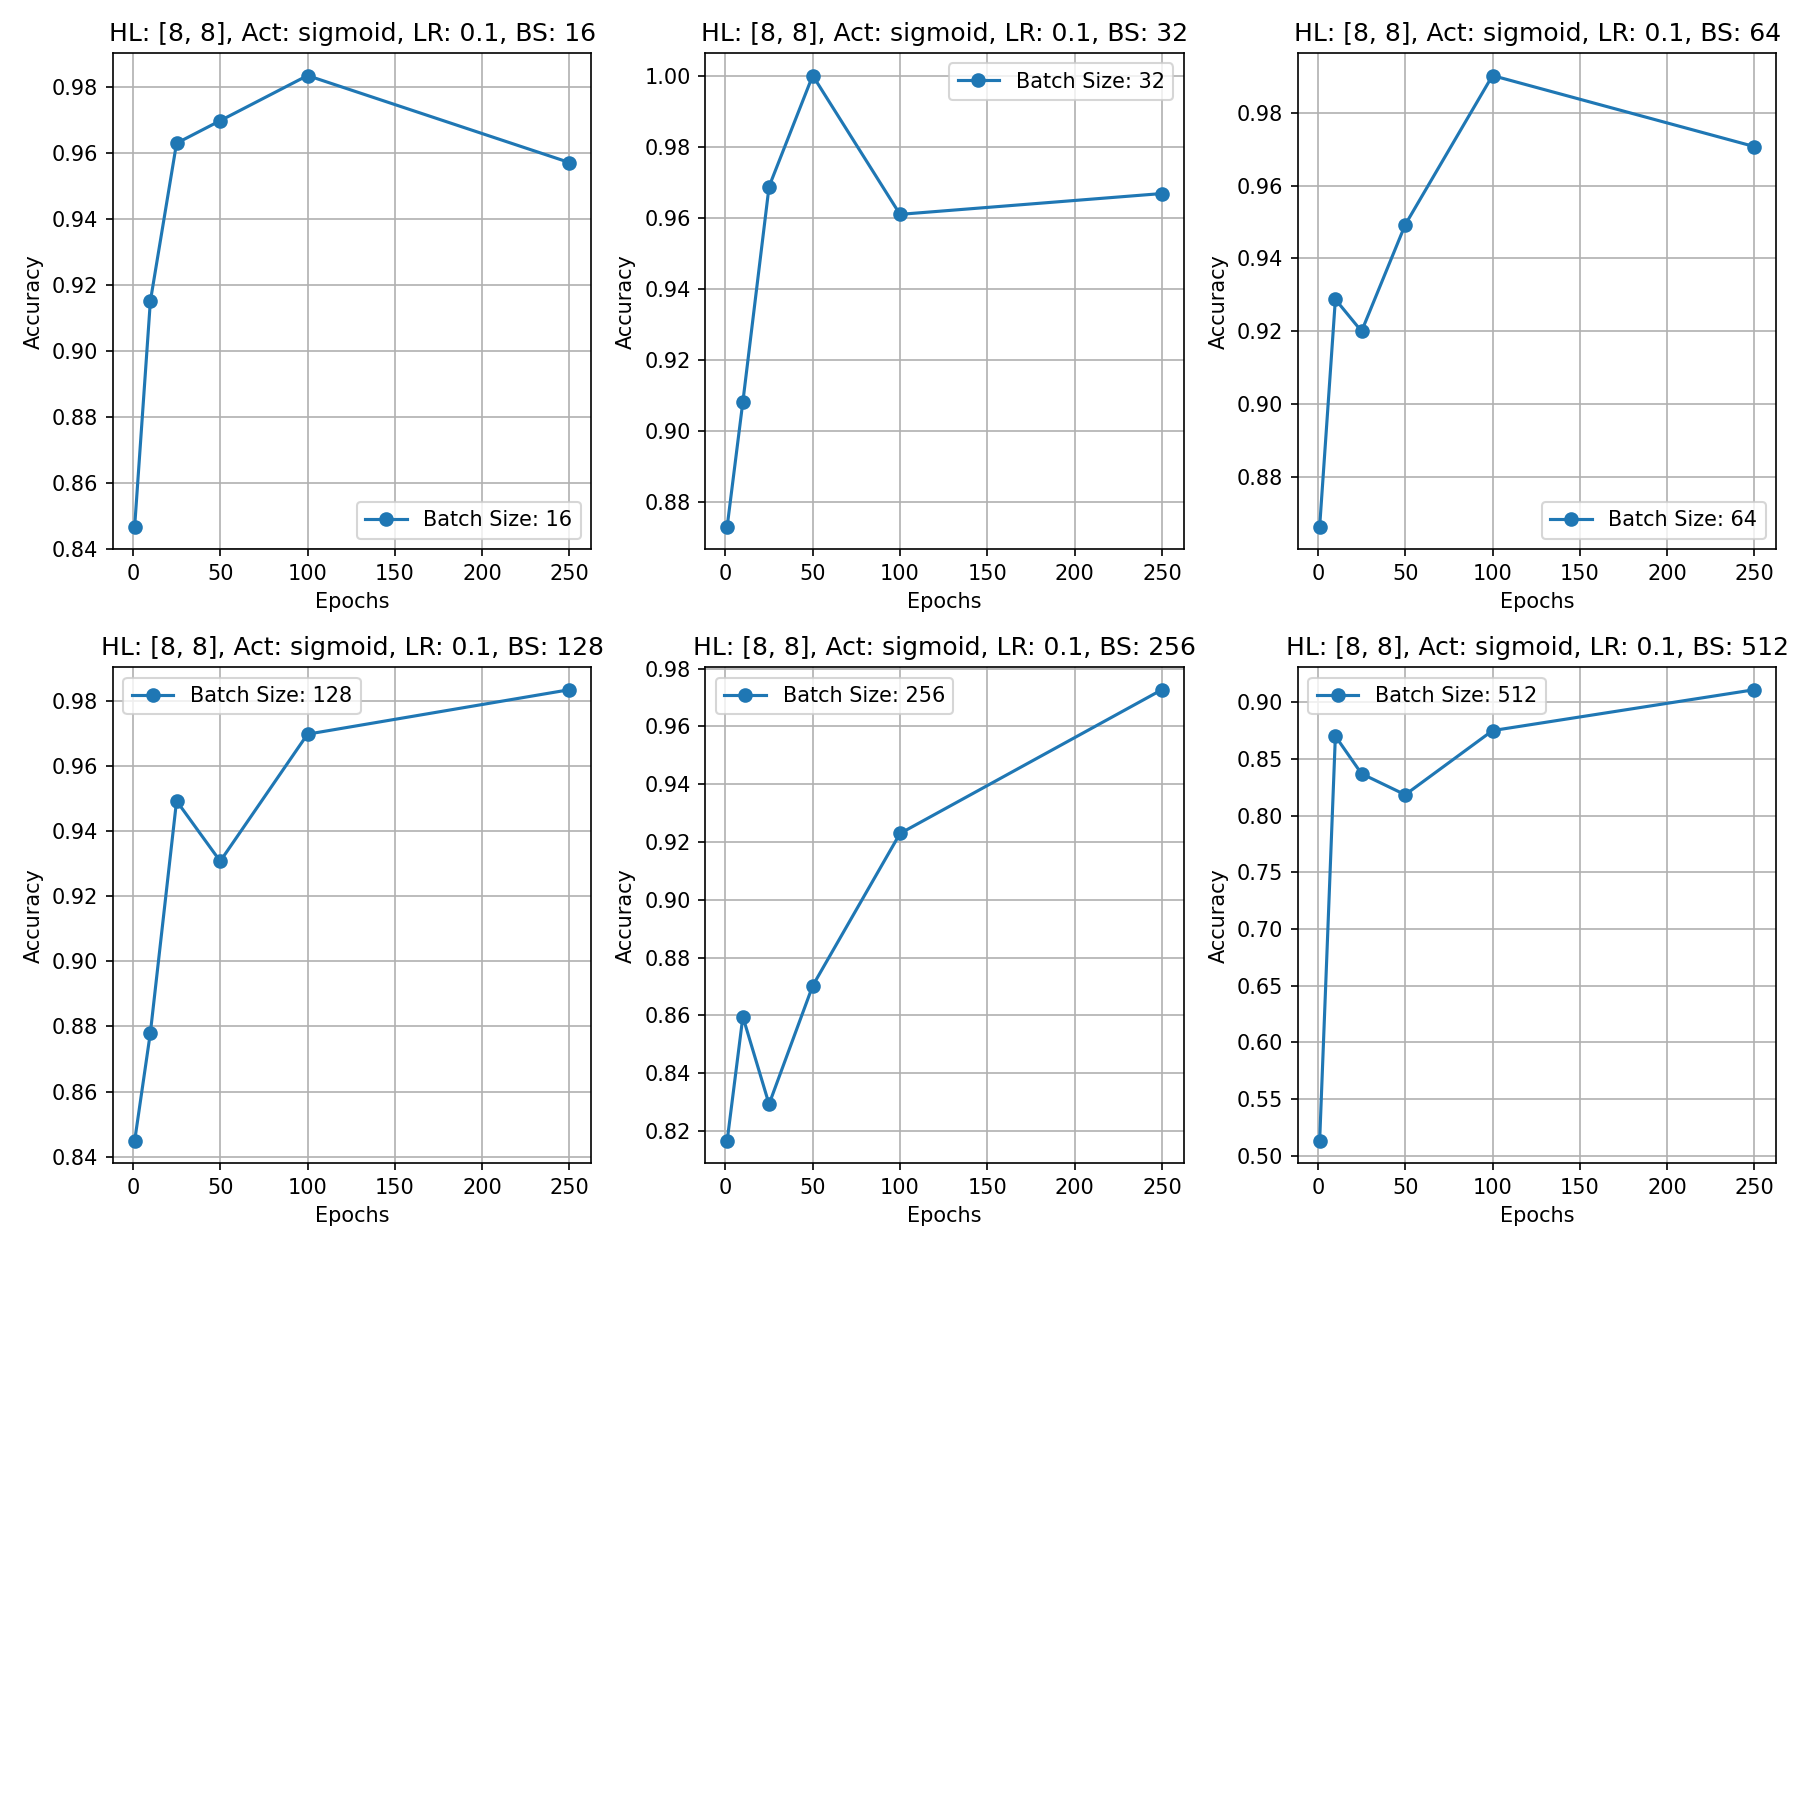 HL: [8, 8], Act: sigmoid, LR: 0.1, BS: 16
0.98
0.96
0.94
0.92
0.90
0.88
0.86
0.84
Accuracy
Batch Size: 16
0 50 100 150 200 250
Epochs
HL: [8, 8], Act: sigmoid, LR: 0.1, BS: 32
1.00
0.98
0.96
0.94
0.92
0.90
0.88
Accuracy
Batch Size: 32
0 50 100 150 200 250
Epochs
HL: [8, 8], Act: sigmoid, LR: 0.1, BS: 64
0.98
0.96
0.94
0.92
0.90
0.88
Accuracy
Batch Size: 64
0 50 100 150 200 250
Epochs
HL: [8, 8], Act: sigmoid, LR: 0.1, BS: 128
0.98
0.96
0.94
0.92
0.90
0.88
0.86
0.84
Accuracy
Batch Size: 128
0 50 100 150 200 250
Epochs
HL: [8, 8], Act: sigmoid, LR: 0.1, BS: 256
0.98
0.96
0.94
0.92
0.90
0.88
0.86
0.84
0.82
Accuracy
Batch Size: 256
0 50 100 150 200 250
Epochs
HL: [8, 8], Act: sigmoid, LR: 0.1, BS: 512
0.90
0.85
0.80
0.75
0.70
0.65
0.60
0.55
0.50
Accuracy
Batch Size: 512
0 50 100 150 200 250
Epochs